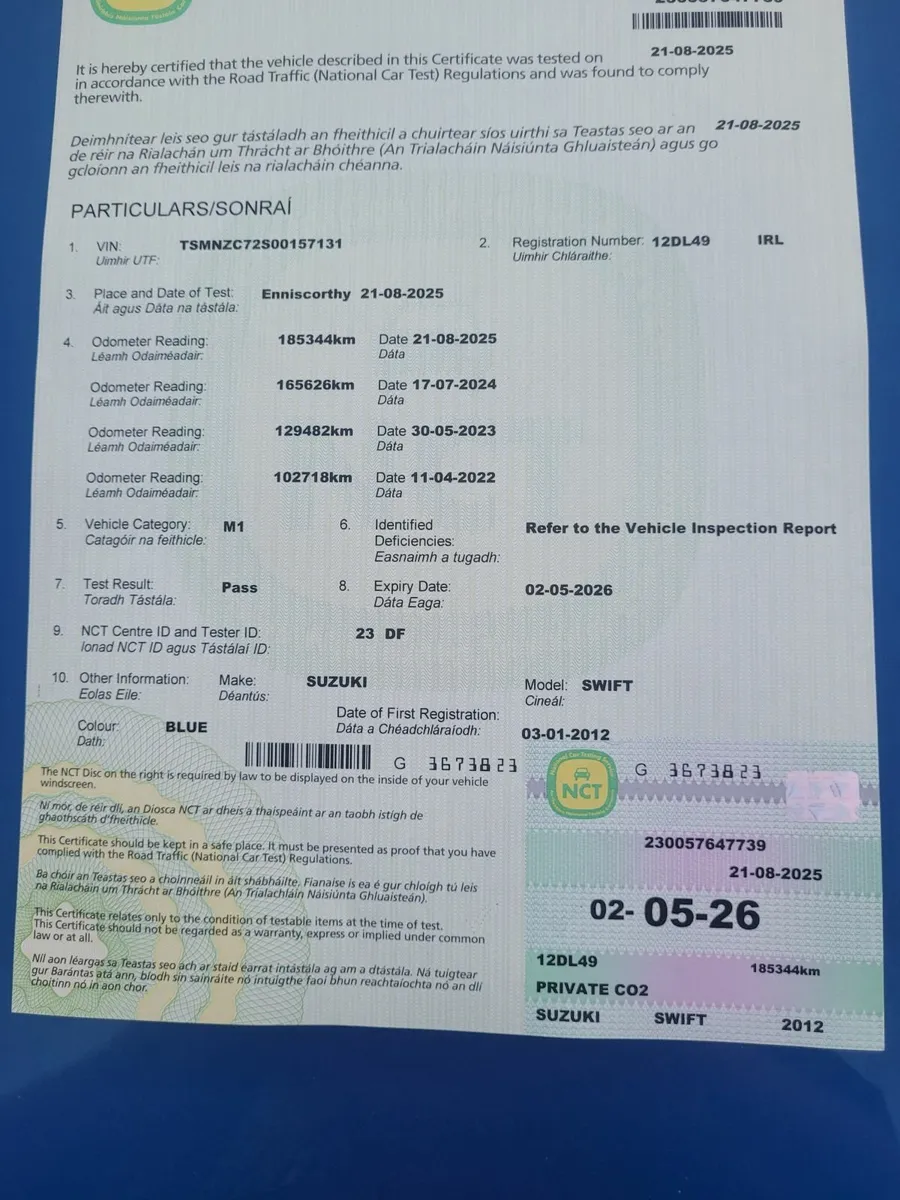 It is hereby certified that the vehicle described in this Certificate was tested on 21-08-2025
in accordance with the Road Traffic (National Car Test) Regulations and was found to comply
therewith.
Deimhnítear leis seo gur tástáladh an fheithicil a chuirtear síos uirthi sa Teastas seo ar an 21-08-2025
de réir na Rialachán um Thrácht ar Bhóithre (An Trialacháin Náisiúnta Ghluaisteán) agus go
gcloíonn an fheithicil leis na rialacháin chéanna.
PARTICULARS/SONRAÍ
1. VIN: TSMNZC72S00157131 2. Registration Number: 12DL49 IRL
Uimhir UTF: Uimhir Chláraithe:
3. Place and Date of Test: Enniscorthy 21-08-2025
Áit agus Dáta na tástála:
4. Odometer Reading: 185344km Date 21-08-2025
Léamh Odaiméadair: Dáta
Odometer Reading: 165626km Date 17-07-2024
Léamh Odaiméadair: Dáta
Odometer Reading: 129482km Date 30-05-2023
Léamh Odaiméadair: Dáta
Odometer Reading: 102718km Date 11-04-2022
Léamh Odaiméadair: Dáta
5. Vehicle Category: M1 6. Identified Deficiencies: Refer to the Vehicle Inspection Report
Catagóir na feithicle: Easnaimh a tugadh:
7. Test Result: Pass 8. Expiry Date: 02-05-2026
Toradh Tástála: Dáta Eaga:
9. NCT Centre ID and Tester ID: 23 DF
Ionad NCT ID agus Tástálaí ID:
10. Other Information: Make: SUZUKI Model: SWIFT
Eolas Eile: Déantús: Cineál:
Colour: BLUE Date of First Registration: 03-01-2012
Dath: Dáta a Chéadchláraíodh:
G 3673823
The NCT Disc on the right is required by law to be displayed on the inside of your vehicle
windscreen.
Ní mór, de réir dlí, an Diosca NCT ar dheis a thaispeáint ar an taobh istigh de
ghaothscáth d'fheithicle.
This Certificate should be kept in a safe place. It must be presented as proof that you have
complied with the Road Traffic (National Car Test) Regulations.
Ba chóir an Teastas seo a choinneáil in áit shábháilte. Fianaise is ea é gur chloígh tú leis
na Rialacháin um Thrácht ar Bhóithre (An Trialacháin Náisiúnta Ghluaisteán).
This Certificate relates only to the condition of testable items at the time of test.
This Certificate should not be regarded as a warranty, express or implied under common
law or at all.
Níl aon léargas sa Teastas seo ach ar staid earraí intástála ag am a dtástála. Ná tuigtear
gur Barántas atá ann, bíodh sin sainráite nó intuigthe faoi bhun reachtaíochta nó an dlí
choitinn nó in aon chor.
NCT
G 3673823
230057647739
21-08-2025
02-05-26
12DL49 185344km
PRIVATE CO2
SUZUKI SWIFT 2012